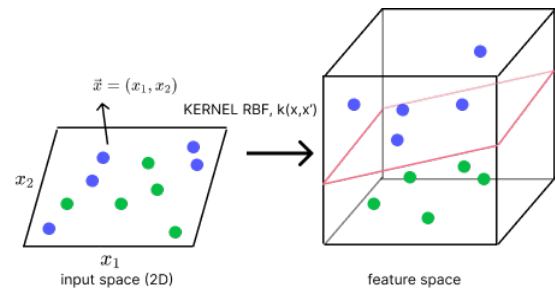 x⃗ = (x₁, x₂)
KERNEL RBF, k(x,x')
x₂
x₁
input space (2D)
feature space